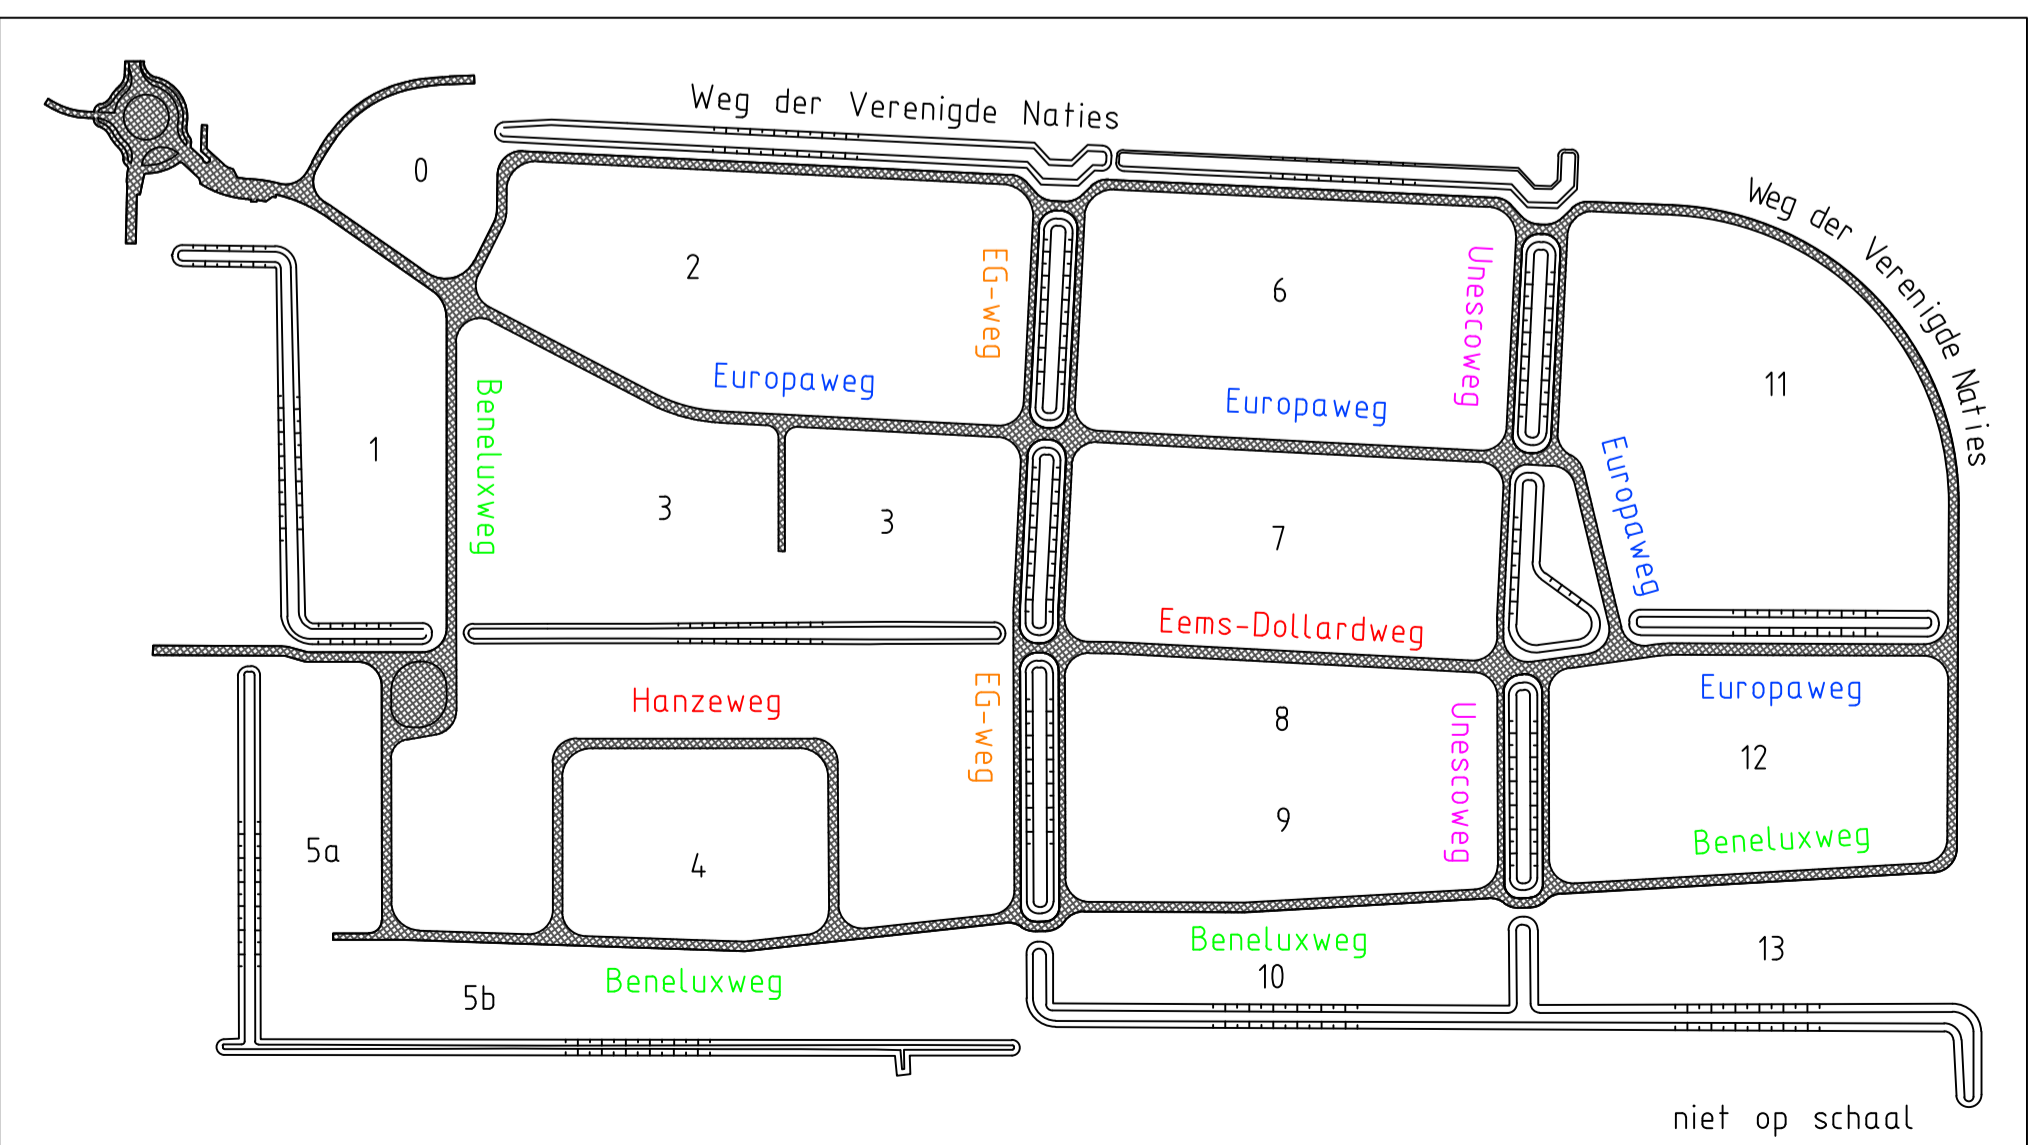 Weg der Verenigde Naties
0
Weg der Verenigde Naties
2
EG-weg
6
Unescoweg
11
Europaweg
Europaweg
Beneluxweg
1
3
3
7
Europaweg
Eems-Dollardweg
Hanzeweg
EG-weg
8
Unescoweg
Europaweg
12
9
Beneluxweg
5a
4
Beneluxweg
10
13
5b
Beneluxweg
niet op schaal